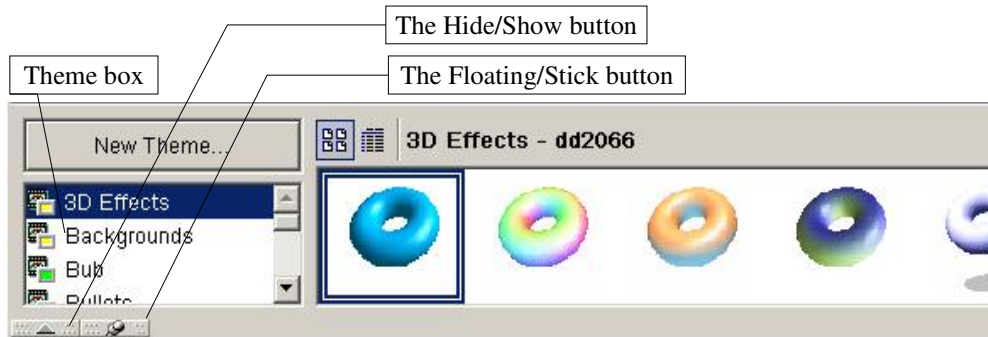 The Hide/Show button
Theme box
The Floating/Stick button
New Theme...
3D Effects - dd2066
3D Effects
Backgrounds
Bub
Bullets